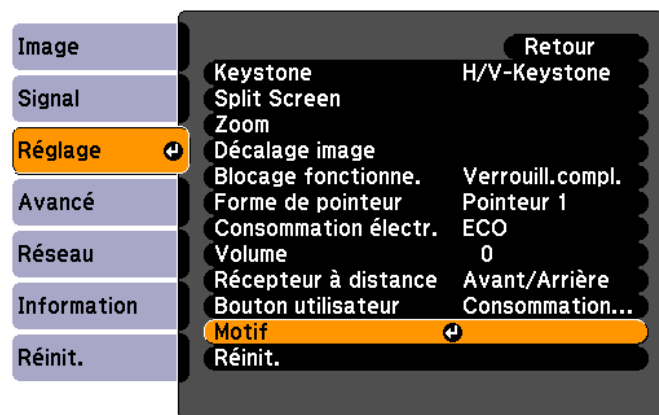 Image
Signal
Réglage
Avancé
Réseau
Information
Réinit.
Retour
Keystone H/V-Keystone
Split Screen
Zoom
Décalage image
Blocage fonctionne. Verrouill.compl.
Forme de pointeur Pointeur 1
Consommation électr. ECO
Volume 0
Récepteur à distance Avant/Arrière
Bouton utilisateur Consommation...
Motif
Réinit.